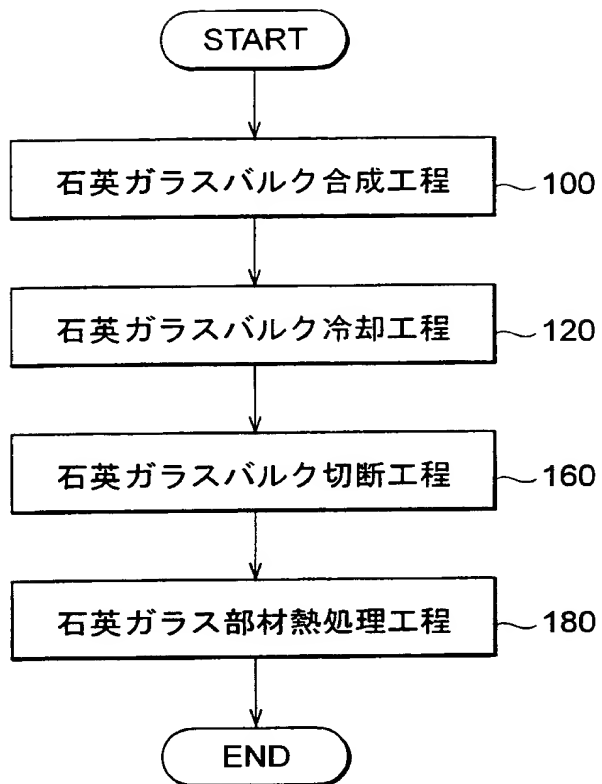 START
石英ガラスバルク合成工程 100
石英ガラスバルク冷却工程 120
石英ガラスバルク切断工程 160
石英ガラス部材熱処理工程 180
END